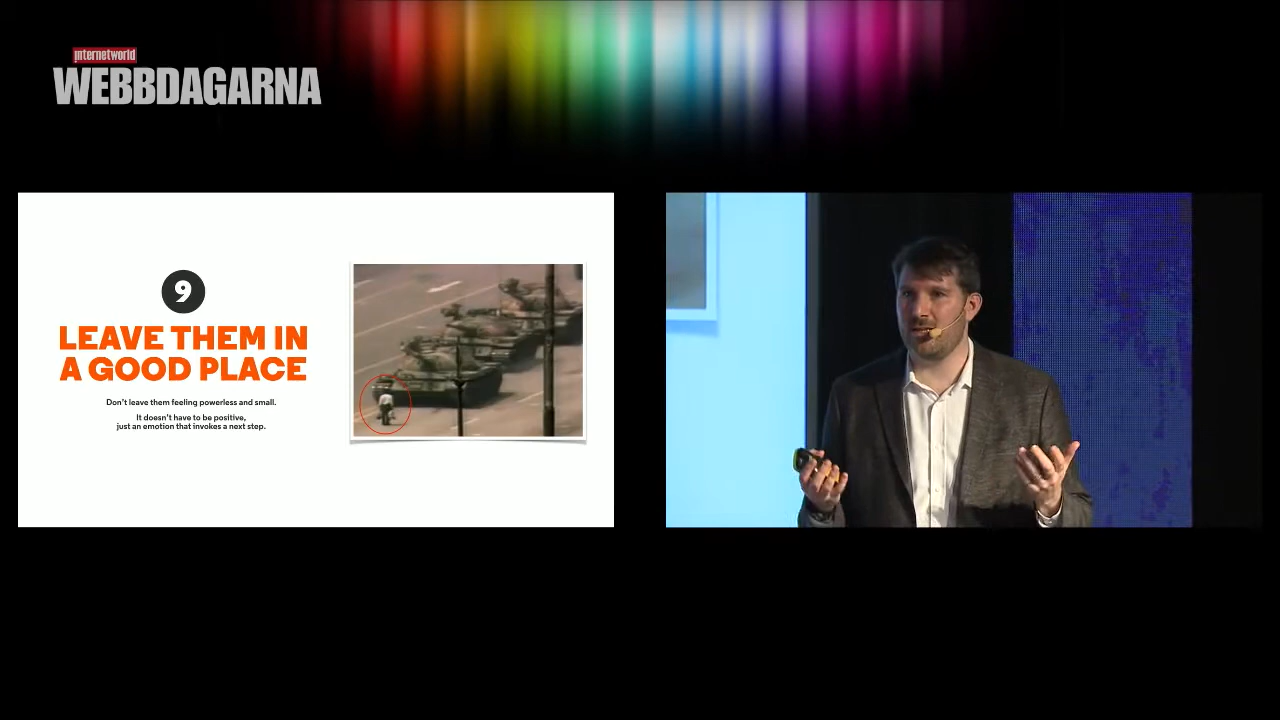 internetworld
WEBBDAGARNA
9
LEAVE THEM IN
A GOOD PLACE
Don't leave them feeling powerless and small.
It doesn't have to be positive,
just an emotion that invokes a next step.